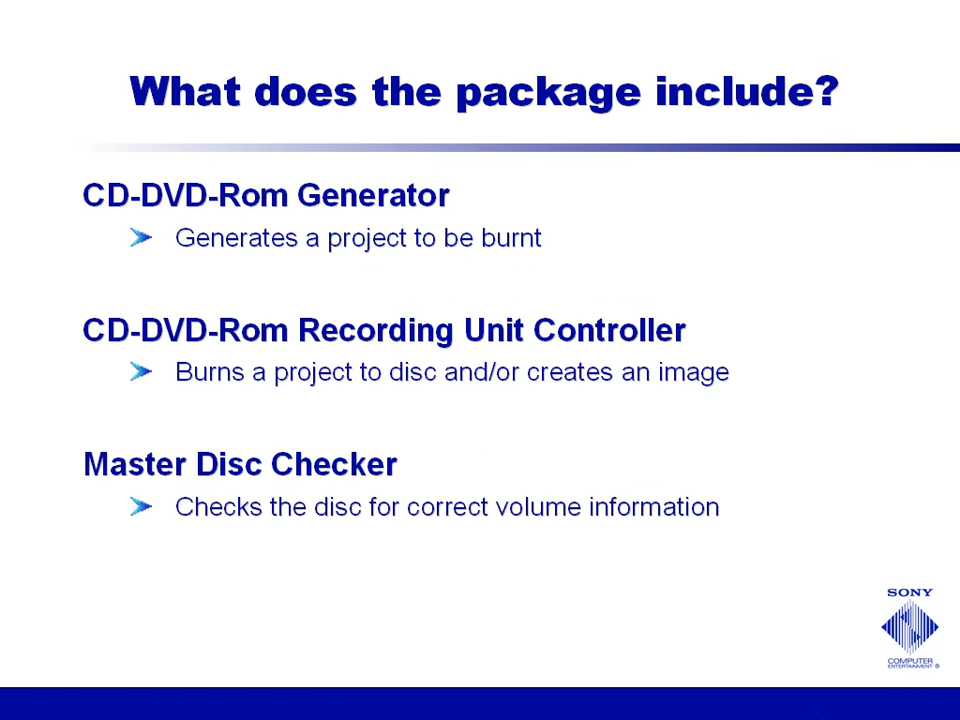 What does the package include?
CD-DVD-Rom Generator
Generates a project to be burnt
CD-DVD-Rom Recording Unit Controller
Burns a project to disc and/or creates an image
Master Disc Checker
Checks the disc for correct volume information
SONY
COMPUTER
ENTERTAINMENT ®